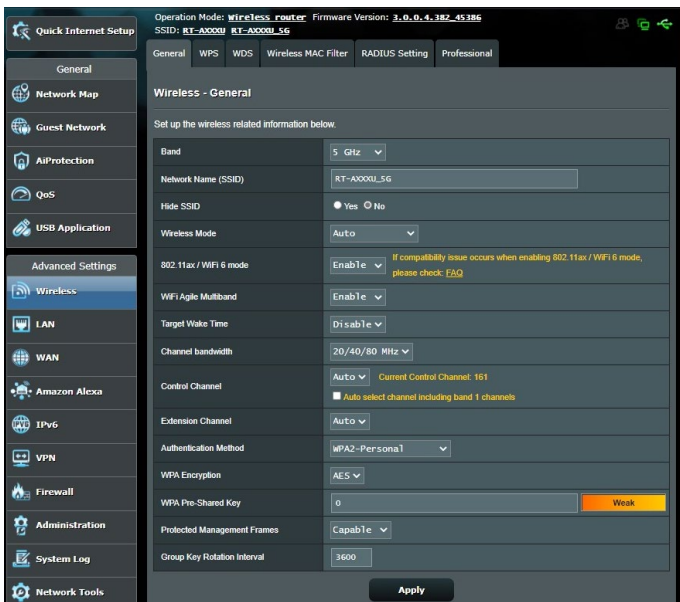 Operation Mode: Wireless router Firmware Version: 3.0.0.4.382_45386
SSID: RT-AXXXU RT-AXXXU_5G
Quick Internet Setup
General
Network Map
Guest Network
AiProtection
QoS
USB Application
Advanced Settings
Wireless
LAN
WAN
Amazon Alexa
IPv6
VPN
Firewall
Administration
System Log
Network Tools
General WPS WDS Wireless MAC Filter RADIUS Setting Professional
Wireless - General
Set up the wireless related information below.
Band 5 GHz
Network Name (SSID) RT-AXXXU_5G
Hide SSID Yes No
Wireless Mode Auto
802.11ax / WiFi 6 mode Enable If compatibility issue occurs when enabling 802.11ax / WiFi 6 mode,
please check: FAQ
WiFi Agile Multiband Enable
Target Wake Time Disable
Channel bandwidth 20/40/80 MHz
Control Channel Auto Current Control Channel: 161
Auto select channel including band 1 channels
Extension Channel Auto
Authentication Method WPA2-Personal
WPA Encryption AES
WPA Pre-Shared Key 0 Weak
Protected Management Frames Capable
Group Key Rotation Interval 3600
Apply